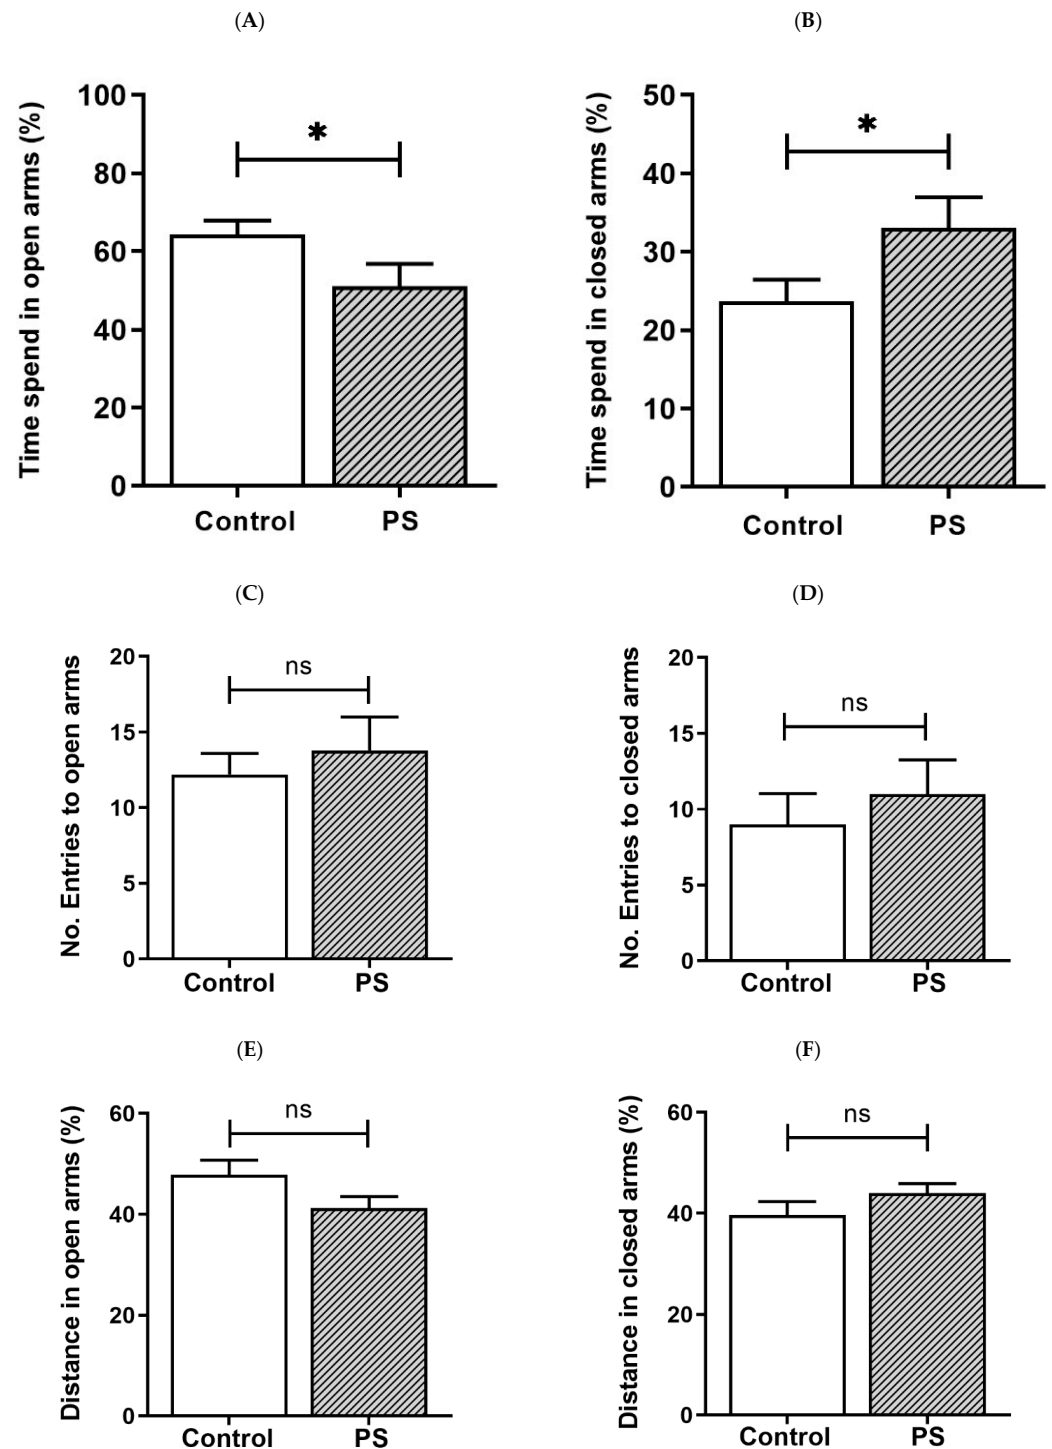 (A)
Time spend in open arms (%)
100
80
60
40
20
0
*
Control PS
(B)
Time spend in closed arms (%)
50
40
30
20
10
0
*
Control PS
(C)
No. Entries to open arms
20
15
10
5
0
ns
Control PS
(D)
No. Entries to closed arms
20
15
10
5
0
ns
Control PS
(E)
Distance in open arms (%)
60
40
20
0
ns
Control PS
(F)
Distance in closed arms (%)
60
40
20
0
ns
Control PS